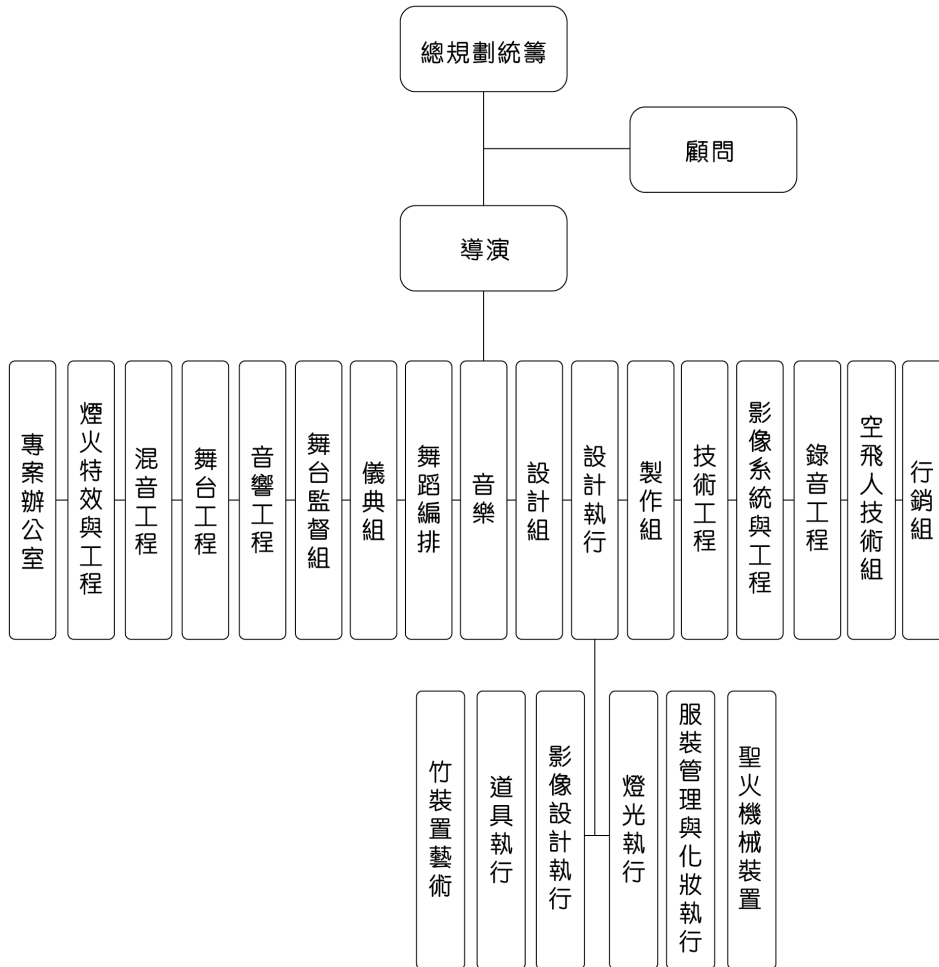 總規劃統籌
顧問
導演
專案辦公室
煙火特效與工程
混音工程
舞台工程
音響工程
舞台監督組
儀典組
舞蹈編排
音樂
設計組
設計執行
製作組
技術工程
影像系統與工程
錄音工程
空飛人技術組
行銷組
竹裝置藝術
道具執行
影像設計執行
燈光執行
服裝管理與化妝執行
聖火機械裝置